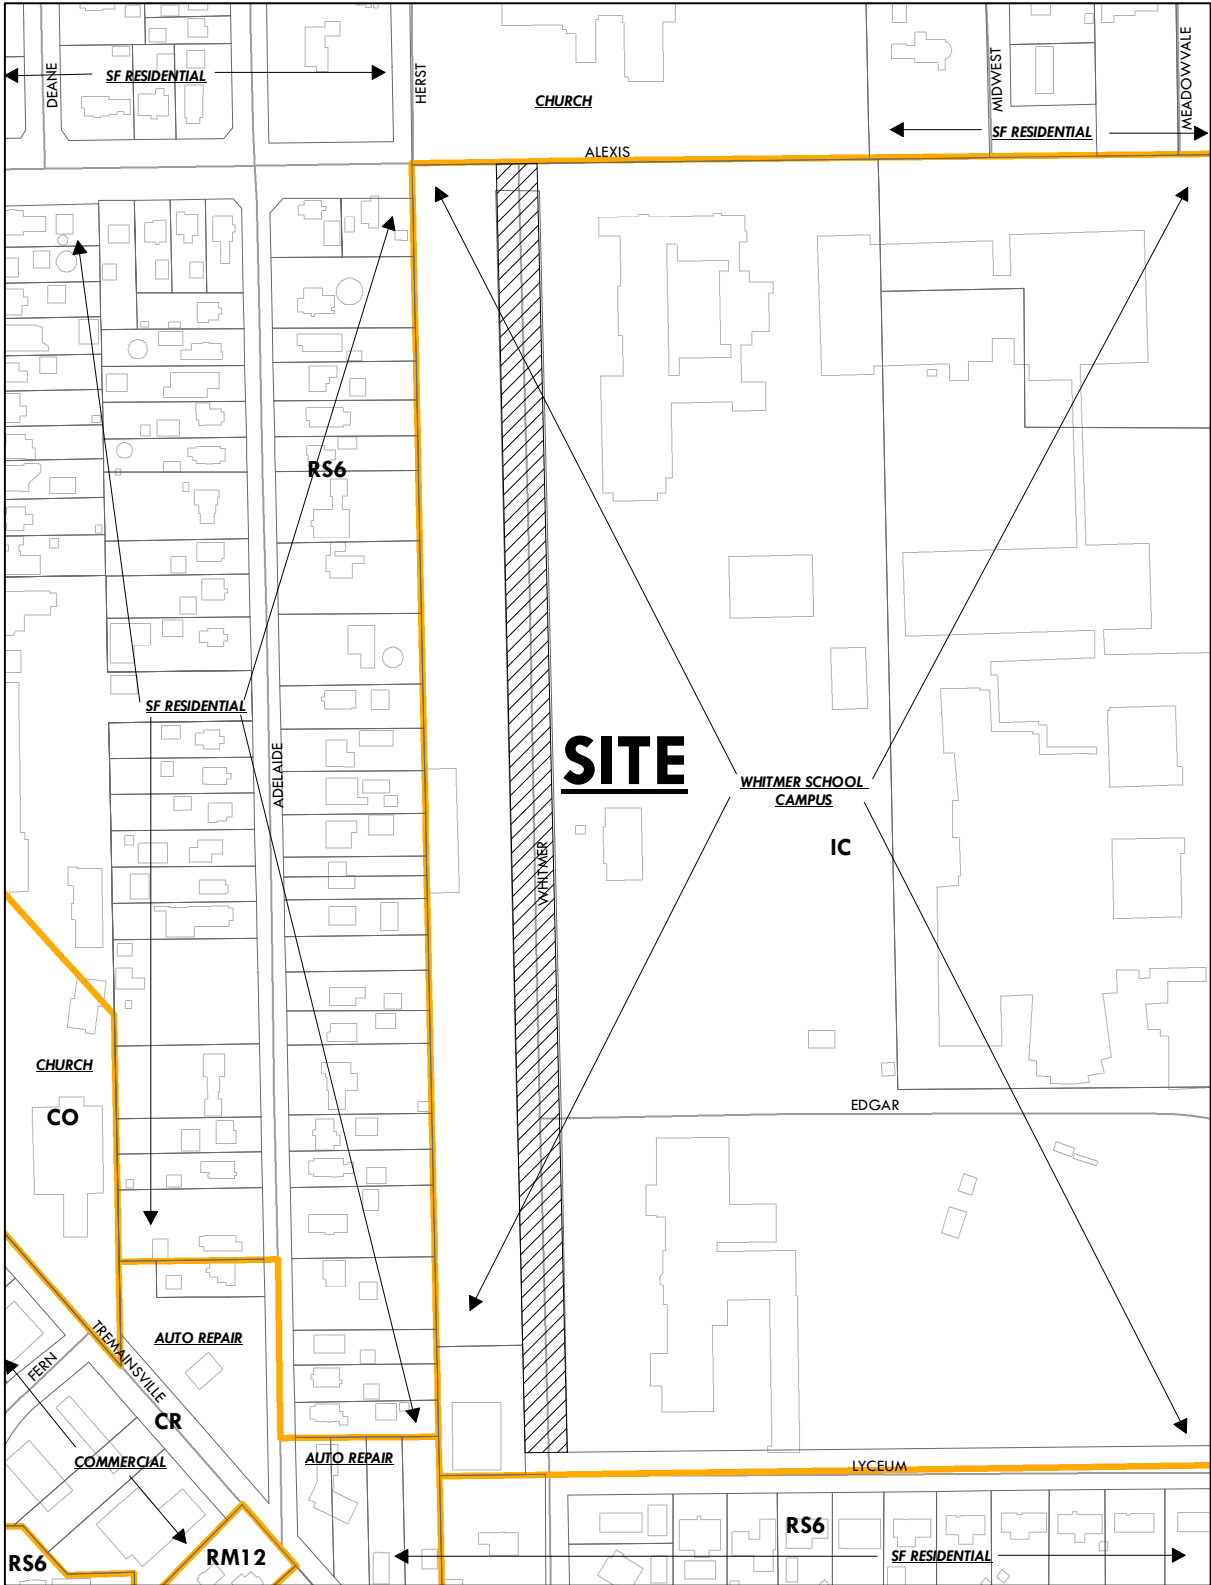 DEANE
SF RESIDENTIAL
HERST
CHURCH
MIDWEST
MEADOWVALE
SF RESIDENTIAL
ALEXIS
RS6
SF RESIDENTIAL
ADELAIDE
SITE
WHITMER SCHOOL
CAMPUS
IC
WHITMER
CHURCH
CO
EDGAR
TREMAINSVILLE
FERN
AUTO REPAIR
CR
COMMERCIAL
AUTO REPAIR
LYCEUM
RS6
SF RESIDENTIAL
RM12
RS6